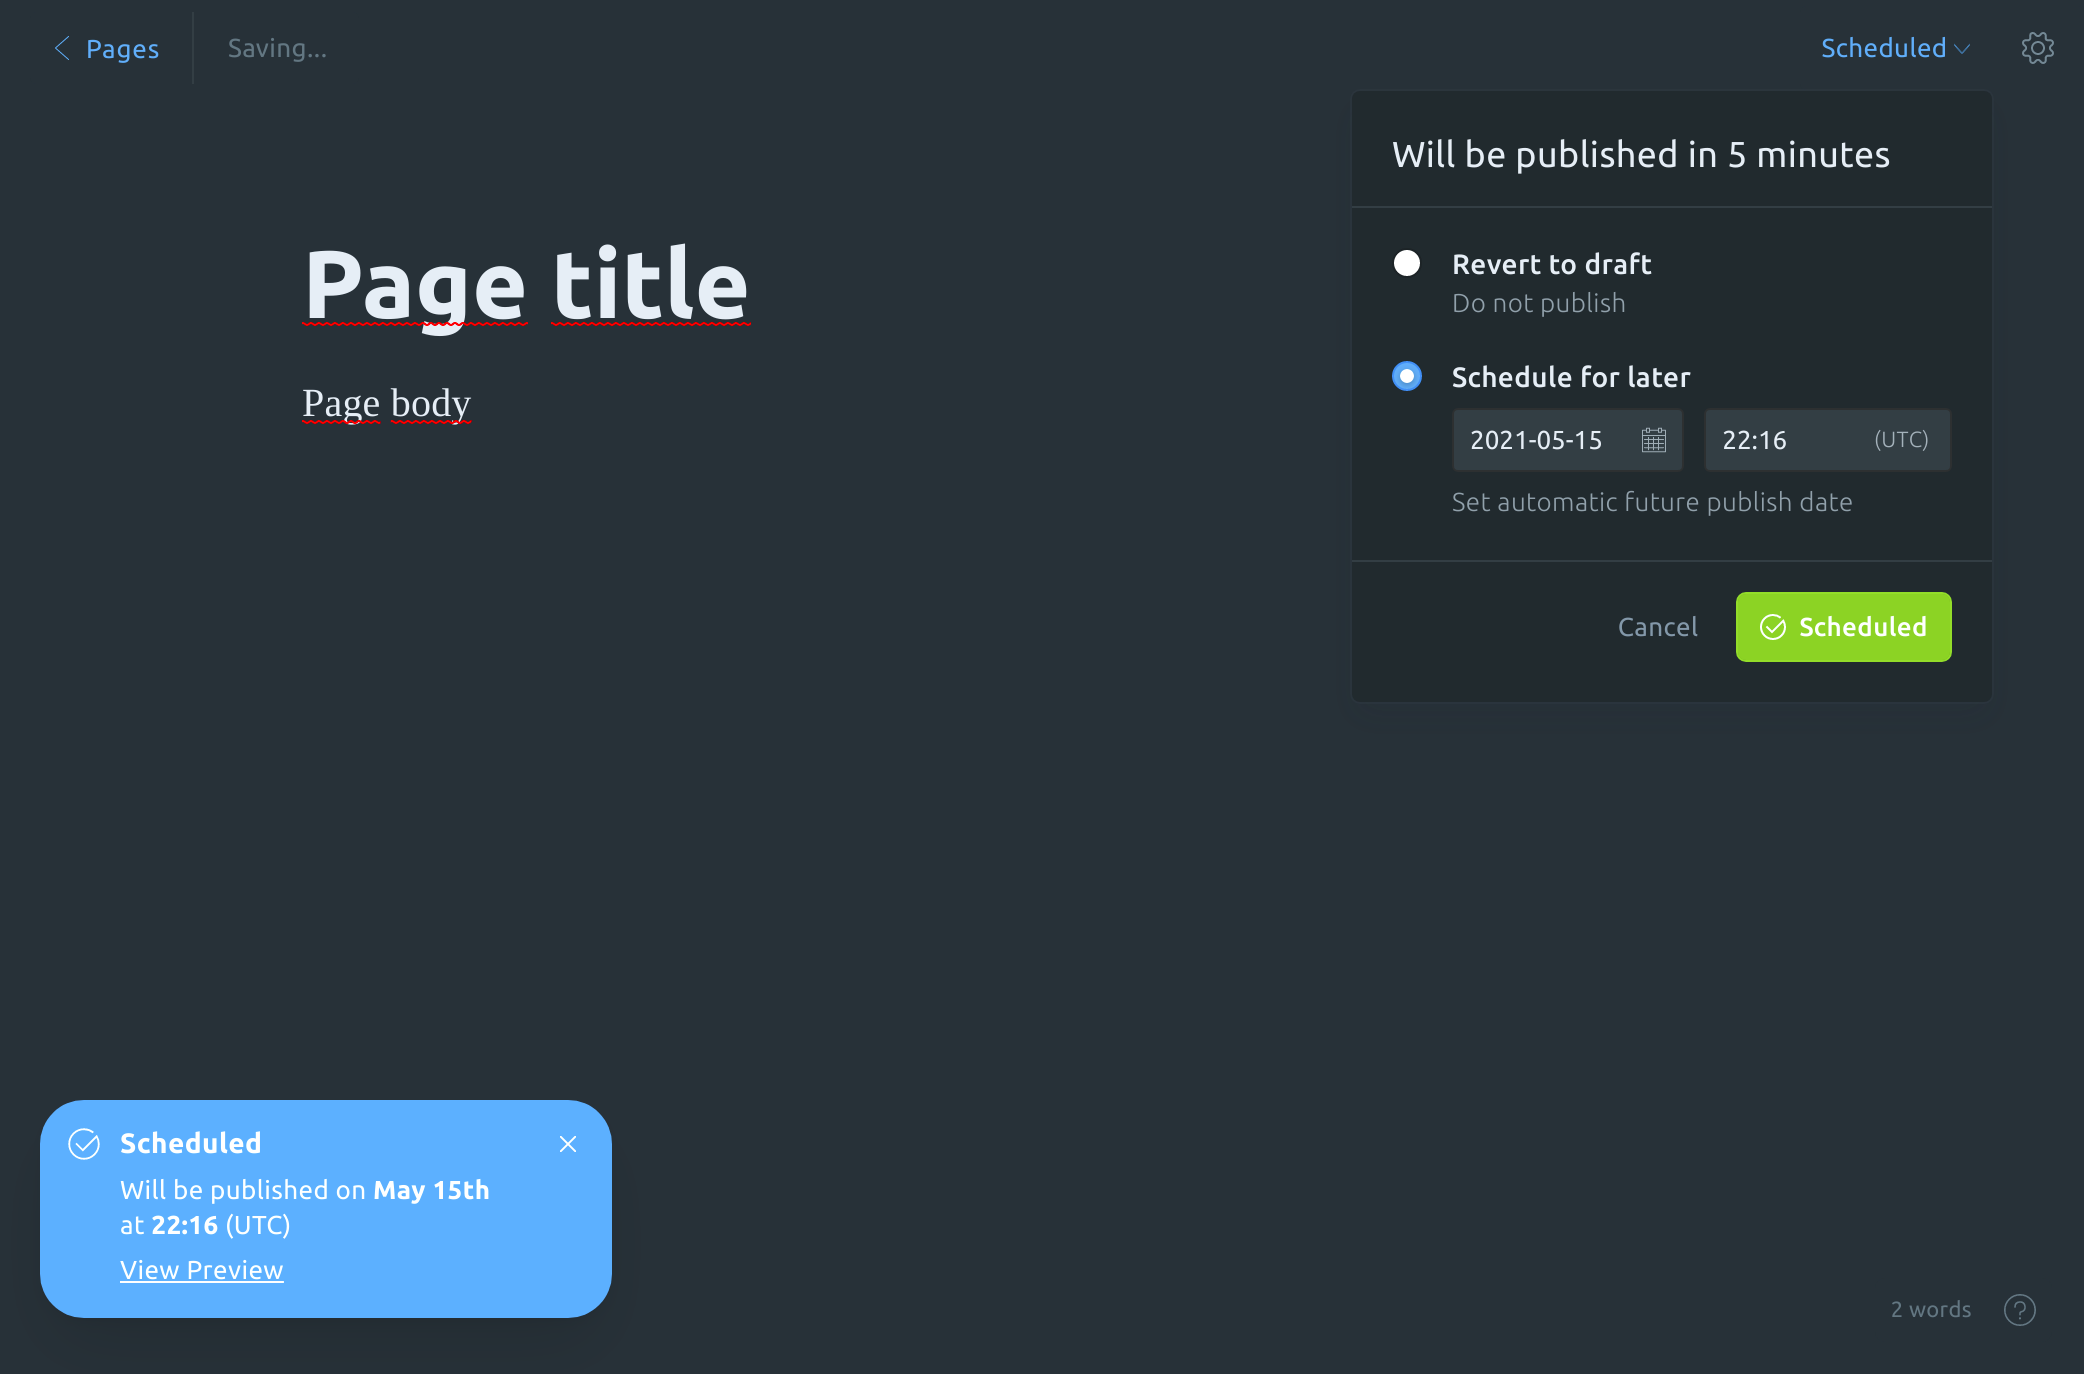 Pages
Saving...
Scheduled
Will be published in 5 minutes
Page title
Revert to draft
Do not publish
Schedule for later
Page body
2021-05-15
22:16 (UTC)
Set automatic future publish date
Cancel
Scheduled
Scheduled
Will be published on May 15th
at 22:16 (UTC)
View Preview
2 words
?